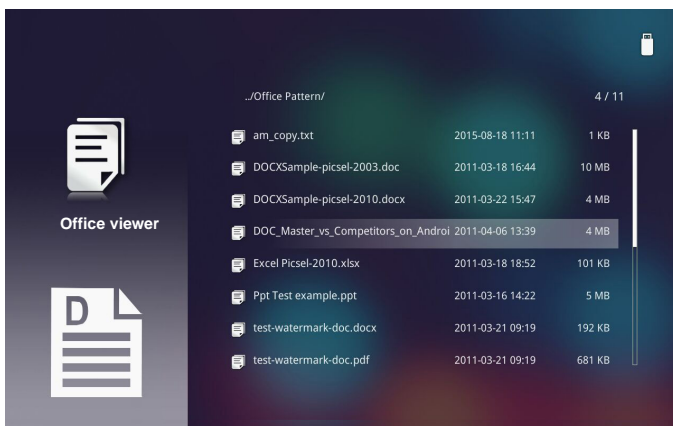 ../Office Pattern/ 4 / 11
am_copy.txt 2015-08-18 11:11 1 KB
DOCXSample-picsel-2003.doc 2011-03-18 16:44 10 MB
DOCXSample-picsel-2010.docx 2011-03-22 15:47 4 MB
Office viewer
DOC_Master_vs_Competitors_on_Androi 2011-04-06 13:39 4 MB
Excel Picsel-2010.xlsx 2011-03-18 18:52 101 KB
Ppt Test example.ppt 2011-03-16 14:22 5 MB
D
test-watermark-doc.docx 2011-03-21 09:19 192 KB
test-watermark-doc.pdf 2011-03-21 09:19 681 KB